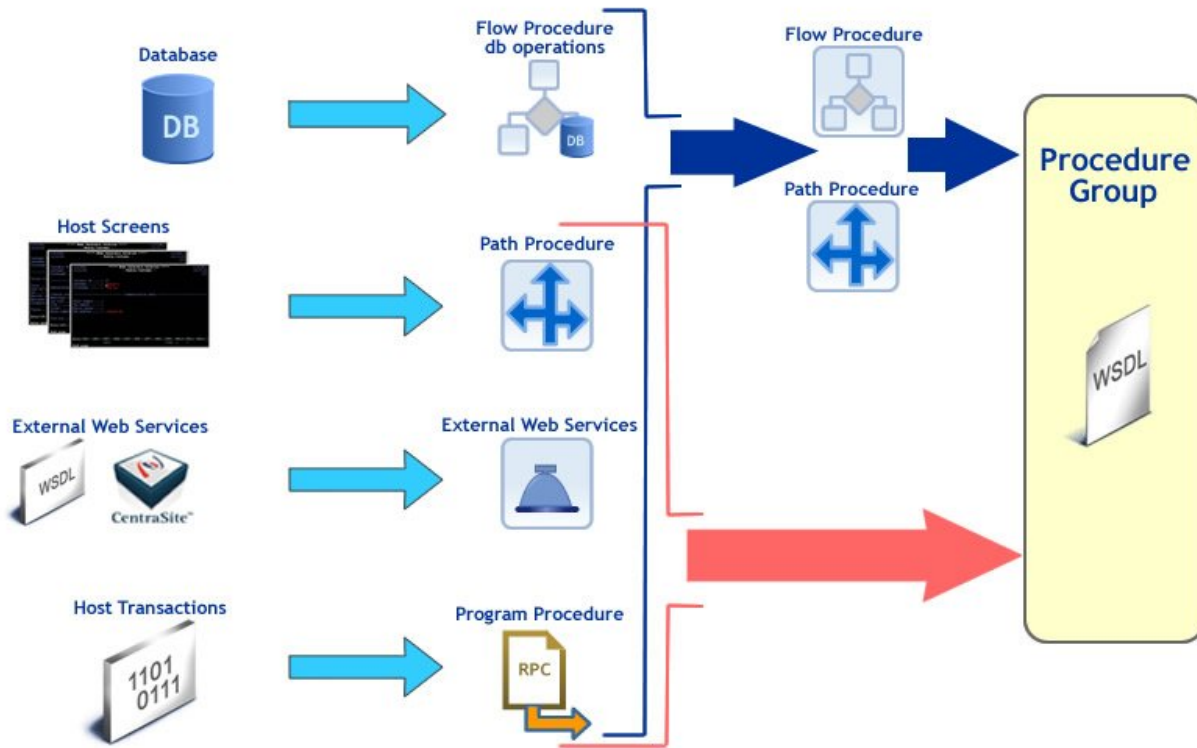 Database
DB
Flow Procedure
db operations
DB
Flow Procedure
Procedure
Group
Path Procedure
Host Screens
Path Procedure
WSDL
External Web Services
WSDL
CentraSite™
External Web Services
Host Transactions
1101
0111
Program Procedure
RPC